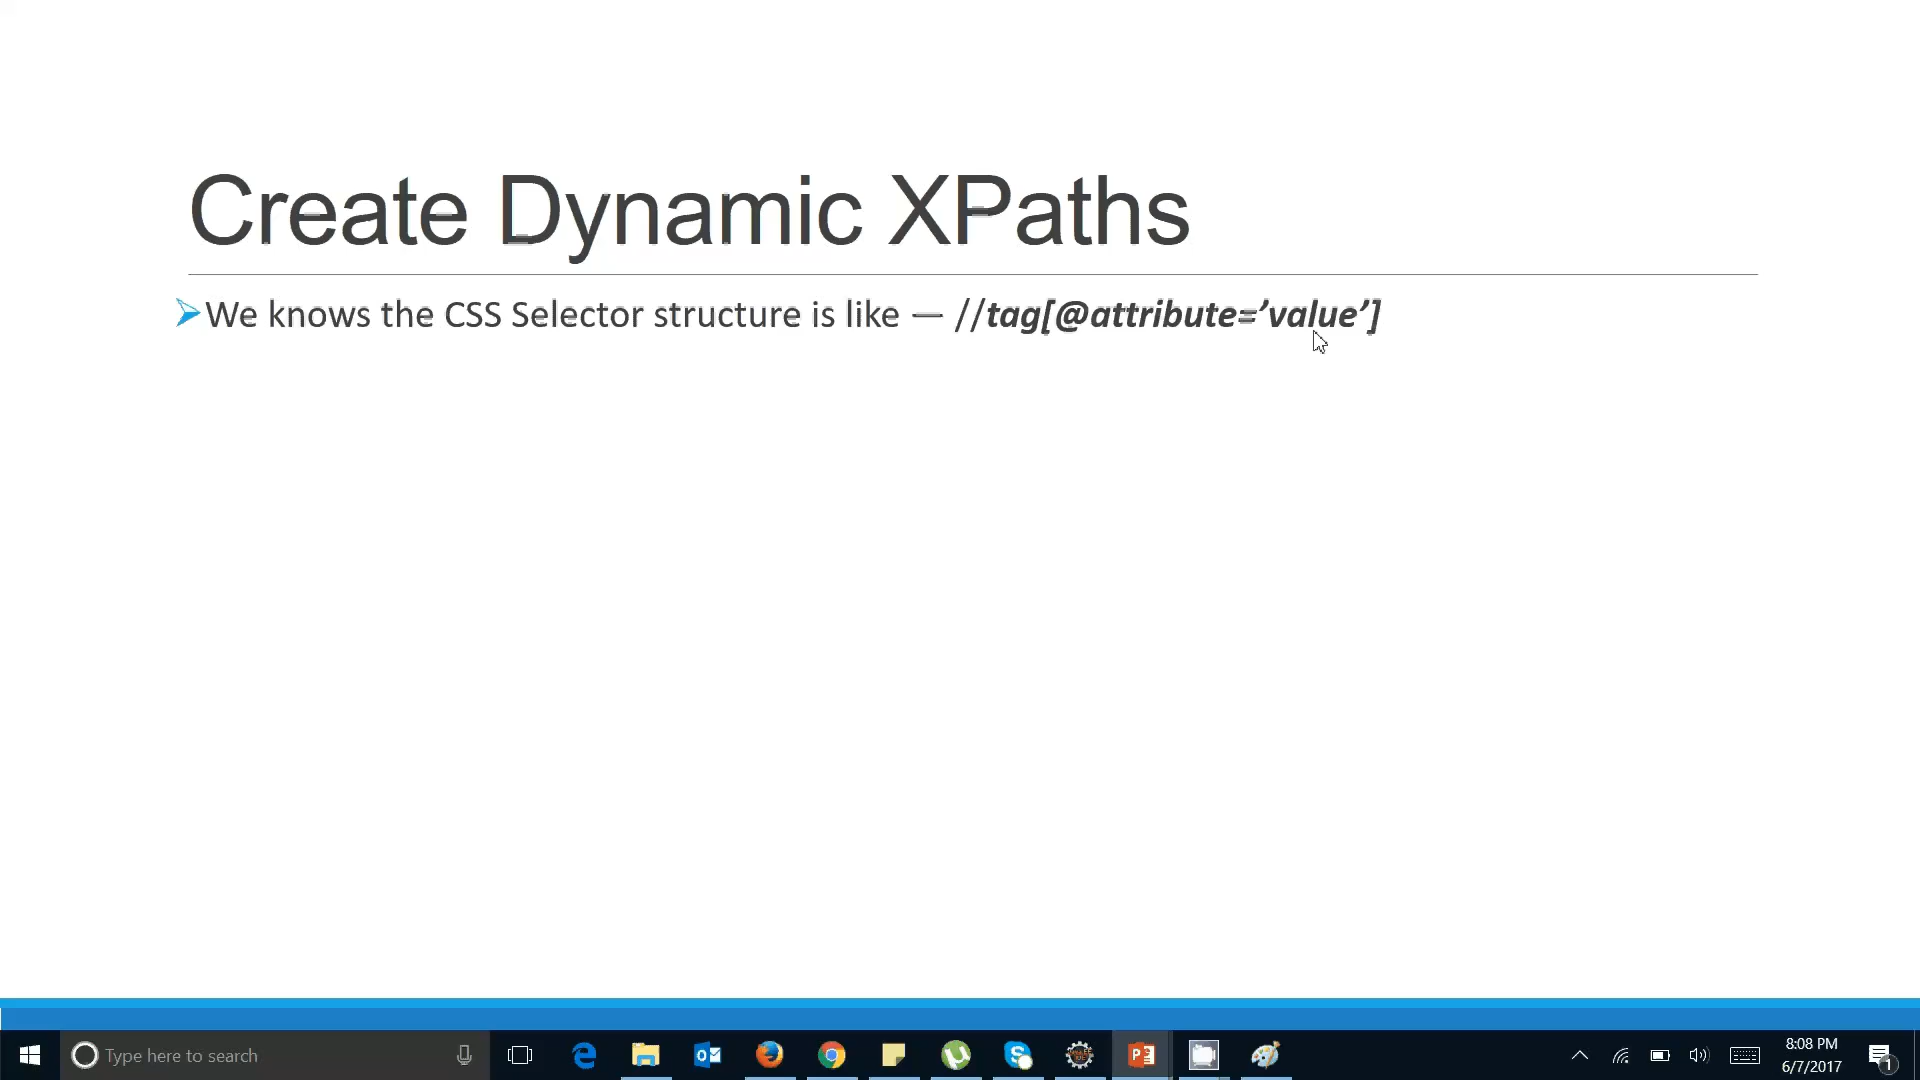 Create Dynamic XPaths
We knows the CSS Selector structure is like — //tag[@attribute=’value’]
Type here to search
8:08 PM
6/7/2017
1